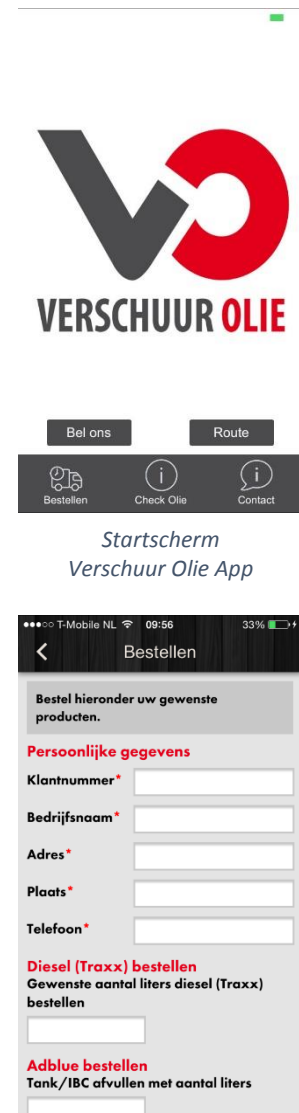 VERSCHUUR OLIE
Bel ons
Route
Bestellen
Check Olie
Contact
Startscherm
Verschuur Olie App
T-Mobile NL 09:56 33%
Bestellen
Bestel hieronder uw gewenste
producten.
Persoonlijke gegevens
Klantnummer*
Bedrijfsnaam*
Adres*
Plaats*
Telefoon*
Diesel (Traxx) bestellen
Gewenste aantal liters diesel (Traxx)
bestellen
Adblue bestellen
Tank/IBC afvullen met aantal liters